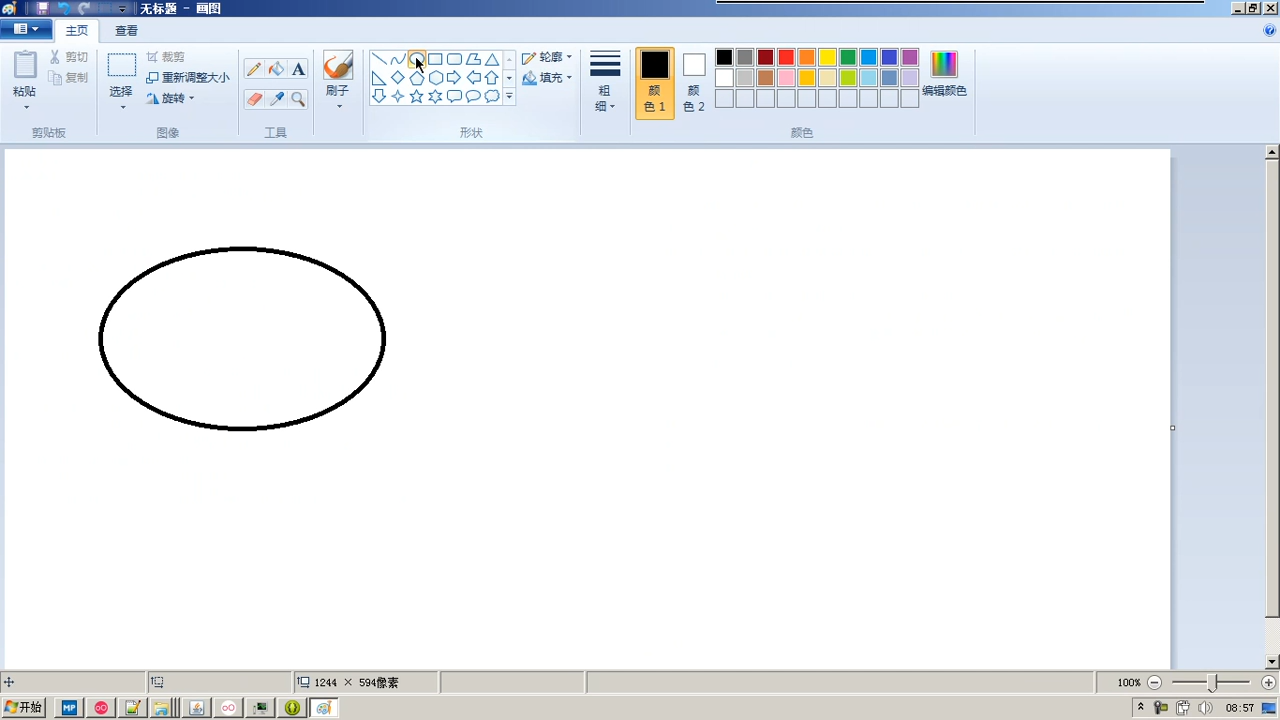 无标题 - 画图
主页 查看
粘贴
剪切
复制
剪贴板
选择
裁剪
重新调整大小
旋转
图像
A
工具
刷子
轮廓
填充
形状
粗
细
颜
色 1
颜
色 2
编辑颜色
颜色
1244 × 594像素
100%
开始
MP
08:57